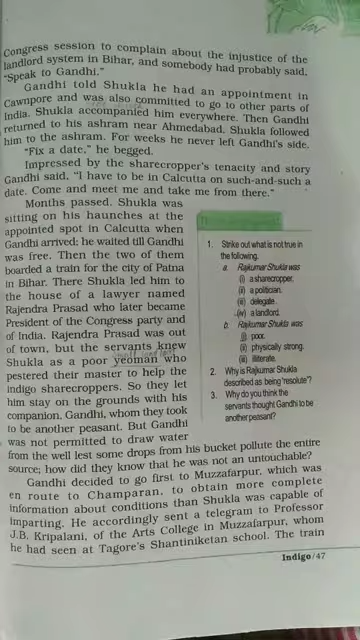 Congress session to complain about the injustice of the
landlord system in Bihar, and somebody had probably said,
"Speak to Gandhi."
Gandhi told Shukla he had an appointment in
Cawnpore and was also committed to go to other parts of
India. Shukla accompanied him everywhere. Then Gandhi
returned to his ashram near Ahmedabad. Shukla followed
him to the ashram. For weeks he never left Gandhi's side.
"Fix a date," he begged.
Impressed by the sharecropper's tenacity and story
Gandhi said, "I have to be in Calcutta on such-and-such a
date. Come and meet me and take me from there."
Months passed. Shukla was
sitting on his haunches at the
appointed spot in Calcutta when
Gandhi arrived; he waited till Gandhi
was free. Then the two of them
boarded a train for the city of Patna
in Bihar. There Shukla led him to
the house of a lawyer named
Rajendra Prasad who later became
President of the Congress party and
of India. Rajendra Prasad was out
of town, but the servants knew
Shukla as a poor yeoman who
pestered their master to help the
indigo sharecroppers. So they let
him stay on the grounds with his
companion, Gandhi, whom they took
to be another peasant. But Gandhi
was not permitted to draw water
from the well lest some drops from his bucket pollute the entire
source; how did they know that he was not an untouchable?
Gandhi decided to go first to Muzzafarpur, which was
en route to Champaran, to obtain more complete
information about conditions than Shukla was capable of
imparting. He accordingly sent a telegram to Professor
J.B. Kripalani, of the Arts College in Muzzafarpur, whom
he had seen at Tagore's Shantiniketan school. The train
1. Strike out what is not true in
the following.
a. Rajkumar Shukla was
(i) a sharecropper.
(ii) a politician.
(iii) delegate.
(iv) a landlord.
b. Rajkumar Shukla was
(i) poor.
(ii) physically strong.
(iii) illiterate.
2. Why is Rajkumar Shukla
described as being 'resolute'?
3. Why do you think the
servants thought Gandhi to be
another peasant?
Indigo/47